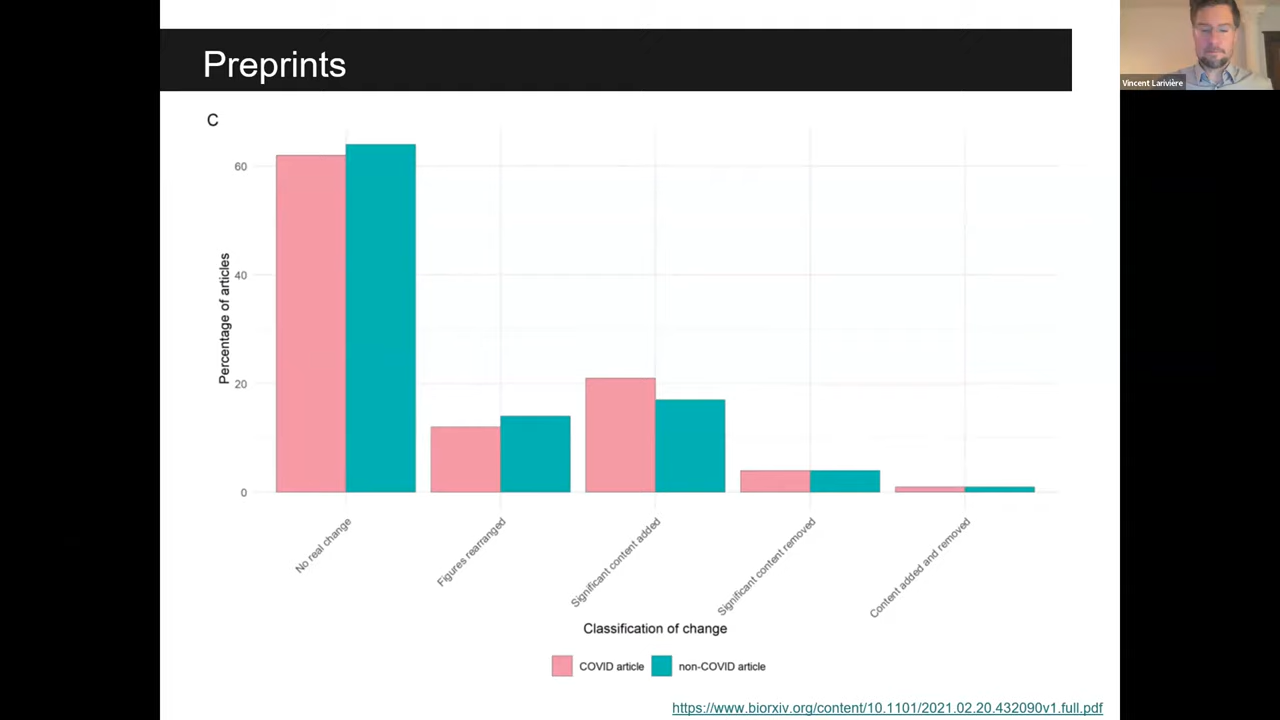 Preprints
Vincent Larivière
C
60
40
20
0
Percentage of articles
No real change
Figures rearranged
Significant content added
Significant content removed
Content added and removed
Classification of change
COVID article
non-COVID article
https://www.biorxiv.org/content/10.1101/2021.02.20.432090v1.full.pdf